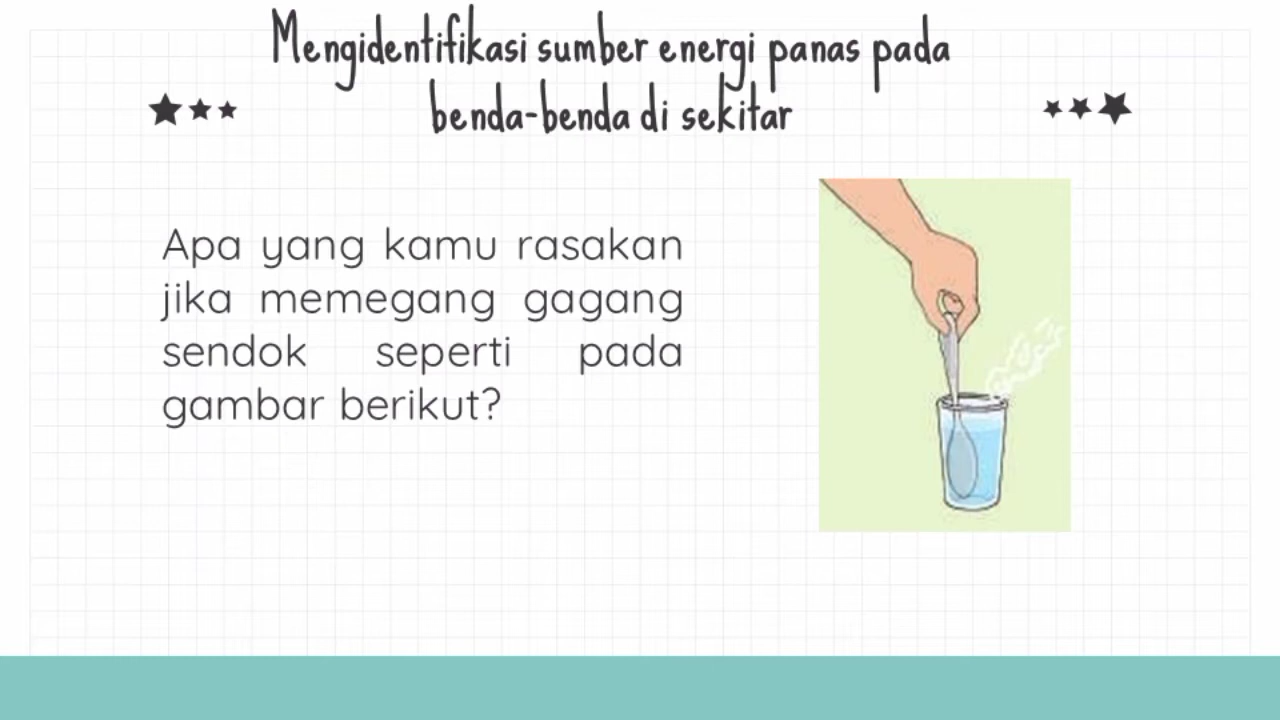 Mengidentifikasi sumber energi panas pada
benda-benda di sekitar
Apa yang kamu rasakan
jika memegang gagang
sendok seperti pada
gambar berikut?